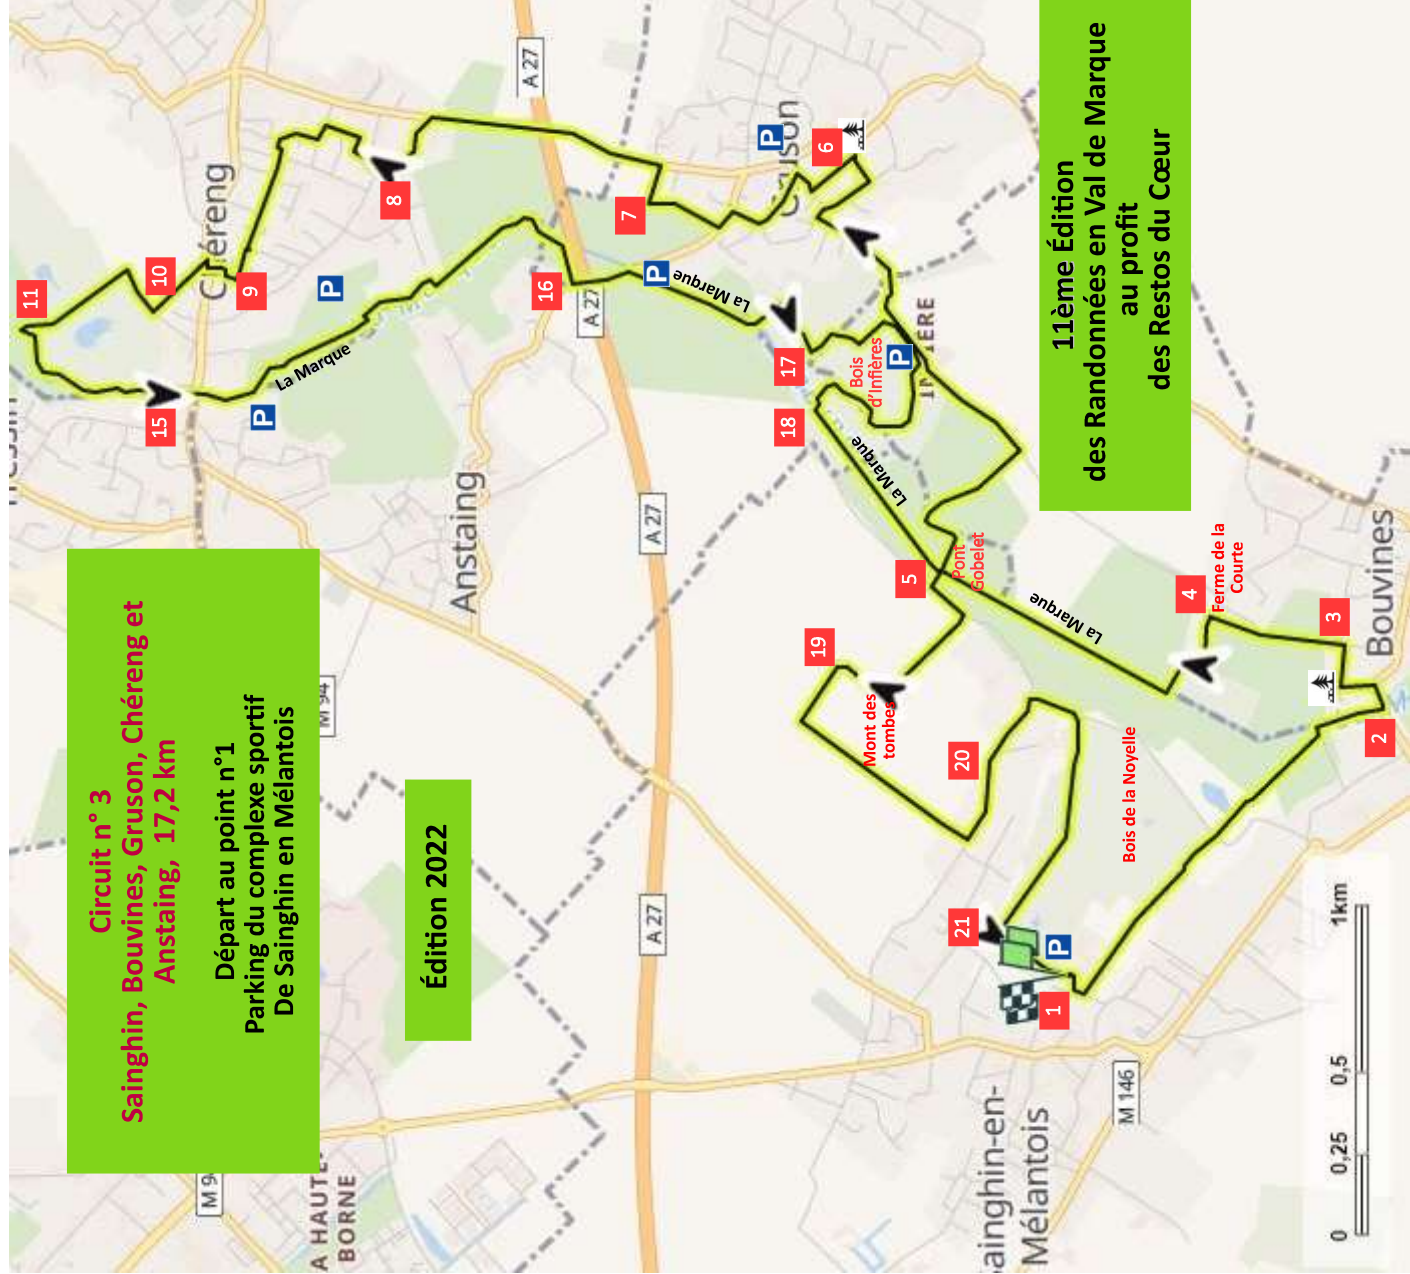 Circuit n° 3
Sainghin, Bouvines, Gruson, Chéreng et
Anstaing, 17,2 km
Départ au point n°1
Parking du complexe sportif
De Sainghin en Mélantois
Édition 2022
11ème Édition
des Randonnées en Val de Marque
au profit
des Restos du Cœur
11
10
Chéreng
9
8
15
16
7
6
17
18
5
4
3
2
19
20
21
1
P
P
P
P
P
P
A 27
A 27
A 27
A 27
M 94
M 146
La Marque
La Marque
La Marque
La Marque
Bois
d'Infières
Pont
Gobelet
Ferme de la
Courte
Mont des
tombes
Bois de la Noyelle
Anstaing
Bouvines
Sainghin-en-
Mélantois
A HAUTE-
BORNE
0
0,25
0,5
1km